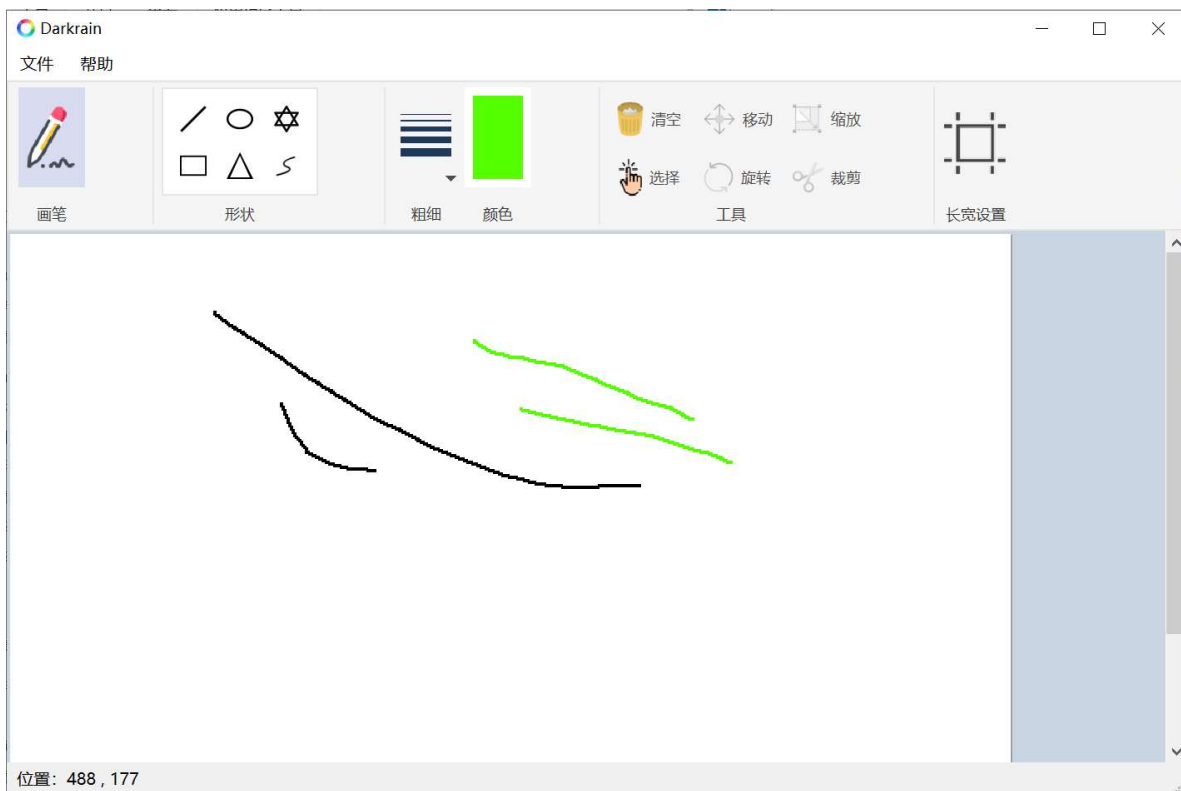 Darkrain
文件 帮助
清空 移动 缩放
选择 旋转 裁剪
画笔 形状 粗细 颜色 工具 长宽设置
位置: 488 , 177